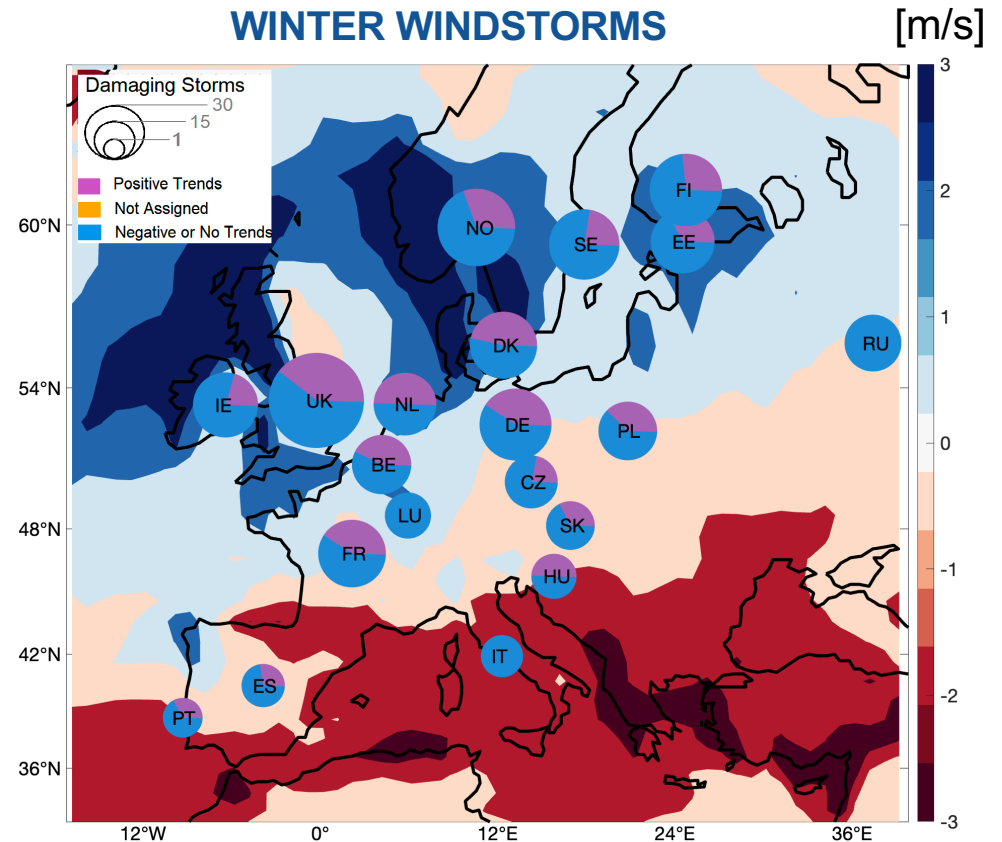 WINTER WINDSTORMS
[m/s]
Damaging Storms
30
15
1
Positive Trends
Not Assigned
Negative or No Trends
3
2
1
0
-1
-2
-3
60°N
54°N
48°N
42°N
36°N
NO
SE
FI
EE
DK
RU
IE
UK
NL
DE
PL
BE
CZ
LU
SK
FR
HU
IT
ES
PT
12°W
0°
12°E
24°E
36°E